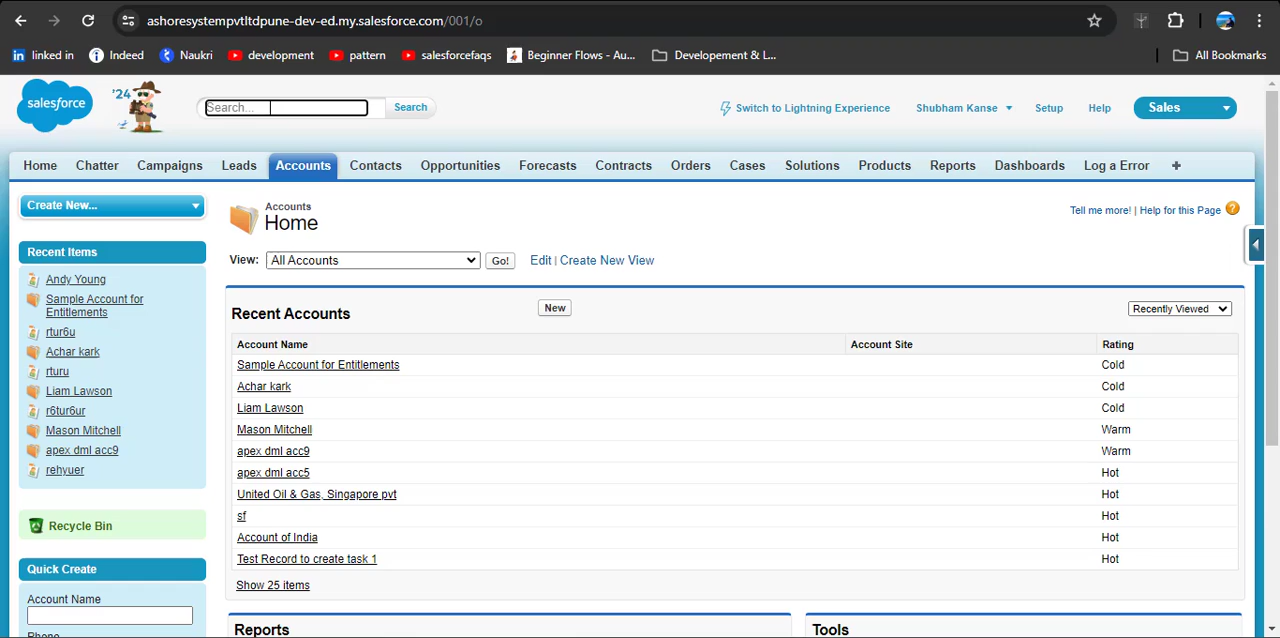 ashoresystempvtltdpune-dev-ed.my.salesforce.com/001/o
linked in Indeed Naukri development pattern salesforcefaqs Beginner Flows - Au... Developement & L... All Bookmarks
salesforce '24 Search... Search Switch to Lightning Experience Shubham Kanse Setup Help Sales
Home Chatter Campaigns Leads Accounts Contacts Opportunities Forecasts Contracts Orders Cases Solutions Products Reports Dashboards Log a Error +
Create New...
Recent Items
Andy Young
Sample Account for
Entitlements
rtur6u
Achar kark
rturu
Liam Lawson
r6tur6ur
Mason Mitchell
apex dml acc9
rehyuer
Recycle Bin
Quick Create
Account Name
Phone
Accounts
Home
Tell me more! | Help for this Page ?
View: All Accounts Go! Edit | Create New View
Recent Accounts New Recently Viewed
Account Name Account Site Rating
Sample Account for Entitlements Cold
Achar kark Cold
Liam Lawson Cold
Mason Mitchell Warm
apex dml acc9 Warm
apex dml acc5 Hot
United Oil & Gas, Singapore pvt Hot
sf Hot
Account of India Hot
Test Record to create task 1 Hot
Show 25 items
Reports Tools